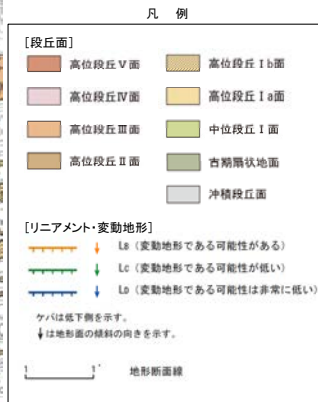 凡 例
[段丘面]
高位段丘Ⅴ面
高位段丘Ⅰb面
高位段丘Ⅳ面
高位段丘Ⅰa面
高位段丘Ⅲ面
中位段丘Ⅰ面
高位段丘Ⅱ面
古期扇状地面
沖積段丘面
[リニアメント・変動地形]
LB (変動地形である可能性がある)
LC (変動地形である可能性が低い)
LD (変動地形である可能性は非常に低い)
ケバは低下側を示す。
↓は地形面の傾斜の向きを示す。
1 1' 地形断面線